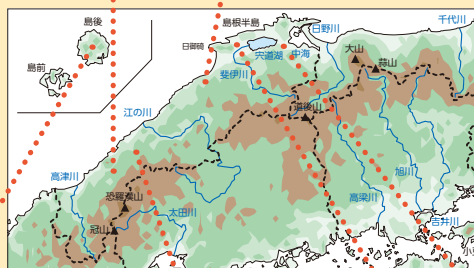 島後
島根半島
日野川
千代川
日御碕
宍道湖
中海
大山
蒜山
島前
斐伊川
江の川
道後山
高津川
旭川
恐羅漢山
高梁川
太田川
吉井川
冠山